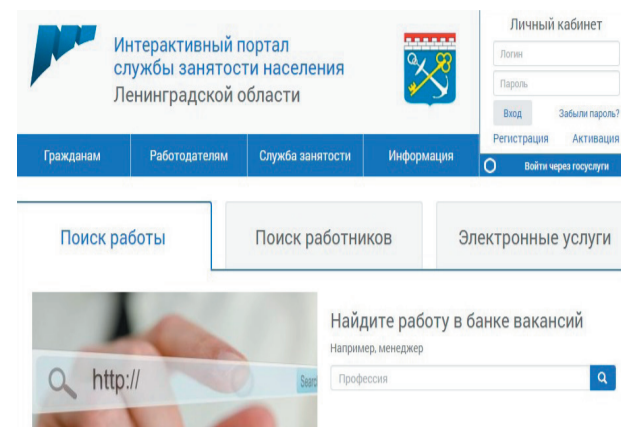 Интерактивный портал
службы занятости населения
Ленинградской области
Личный кабинет
Логин
Пароль
Вход Забыли пароль?
Регистрация Активация
Войти через госуслуги
Гражданам Работодателям Служба занятости Информация
Поиск работы Поиск работников Электронные услуги
http:// Search
Найдите работу в банке вакансий
Например, менеджер
Профессия